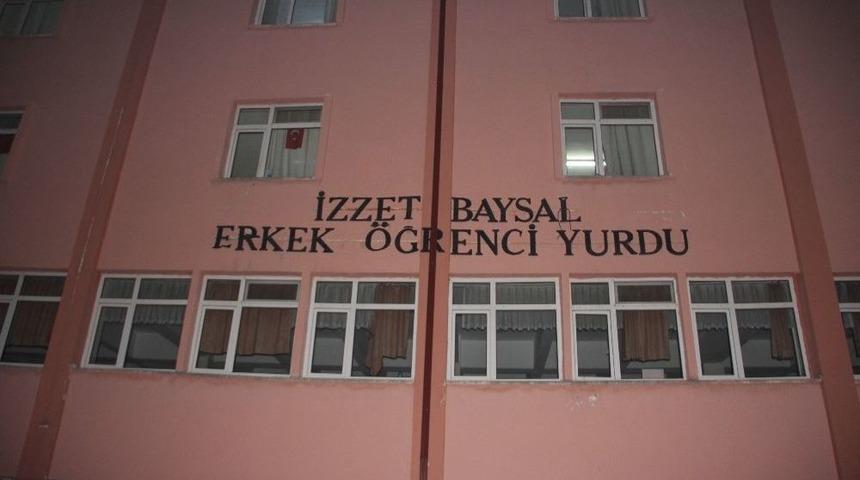 İZZET BAYSAL
ERKEK ÖĞRENCİ YURDU